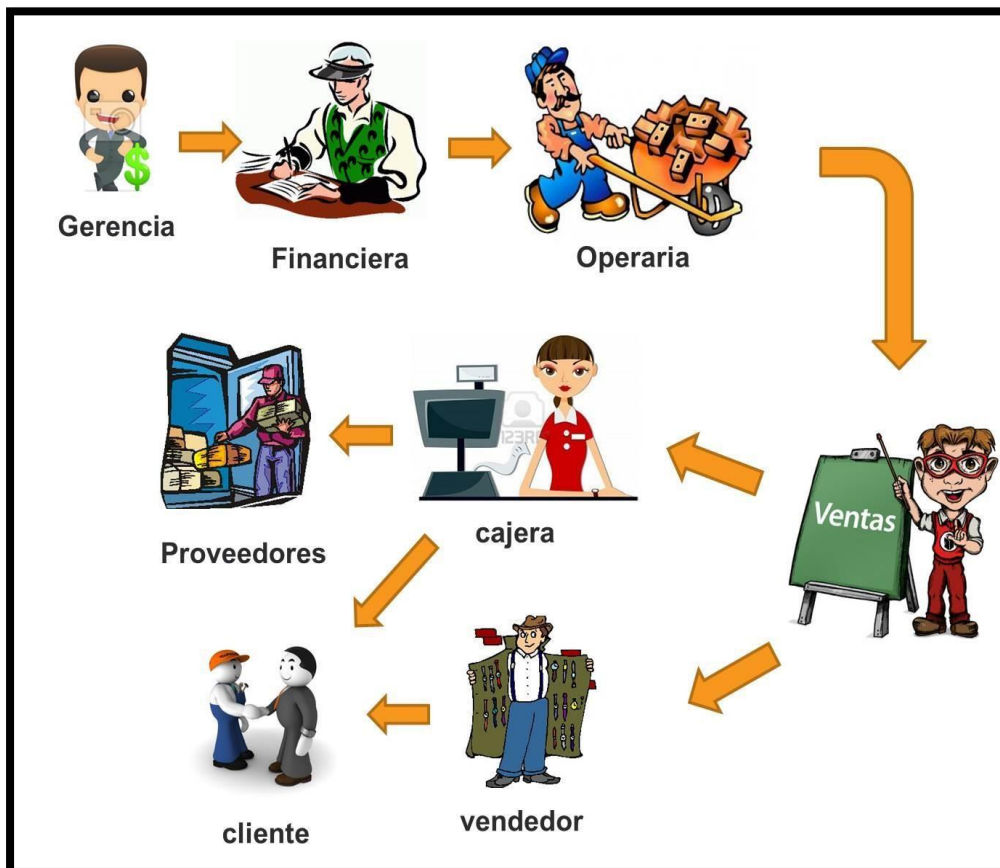 Gerencia
Financiera
Operaria
Proveedores
cajera
Ventas
cliente
vendedor